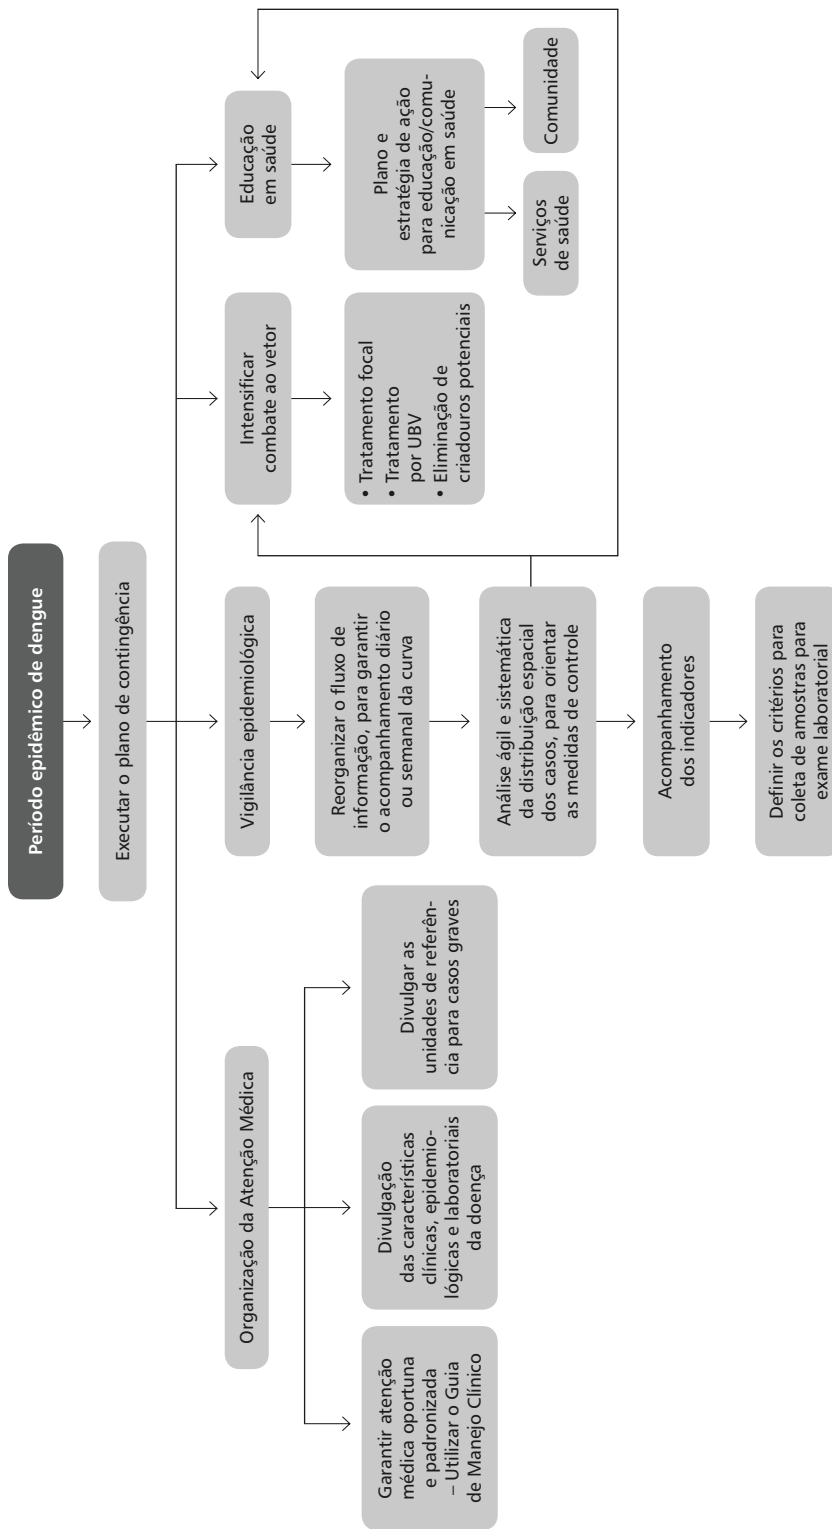 Período epidêmico de dengue
Executar o plano de contingência
Organização da Atenção Médica
Garantir atenção
médica oportuna
e padronizada
– Utilizar o Guia
de Manejo Clínico
Divulgação
das características
clínicas, epidemio-
lógicas e laboratoriais
da doença
Divulgar as
unidades de referên-
cia para casos graves
Vigilância epidemiológica
Reorganizar o fluxo de
informação, para garantir
o acompanhamento diário
ou semanal da curva
Análise ágil e sistemática
da distribuição espacial
dos casos, para orientar
as medidas de controle
Acompanhamento
dos indicadores
Definir os critérios para
coleta de amostras para
exame laboratorial
Intensificar
combate ao vetor
• Tratamento focal
• Tratamento
por UBV
• Eliminação de
criadouros potenciais
Educação
em saúde
Plano e
estratégia de ação
para educação/comu-
nicação em saúde
Serviços
de saúde
Comunidade